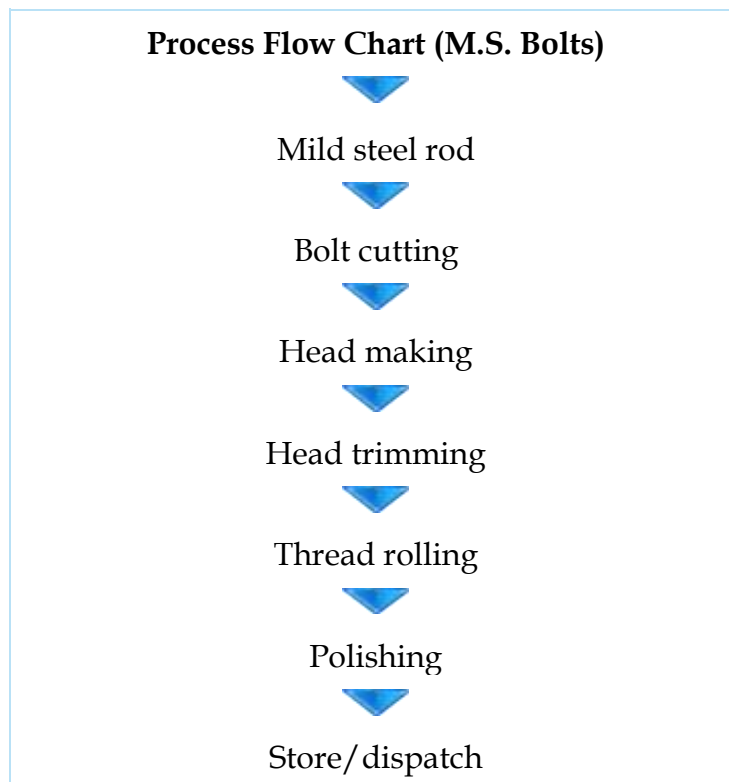 Process Flow Chart (M.S. Bolts)
Mild steel rod
Bolt cutting
Head making
Head trimming
Thread rolling
Polishing
Store/dispatch